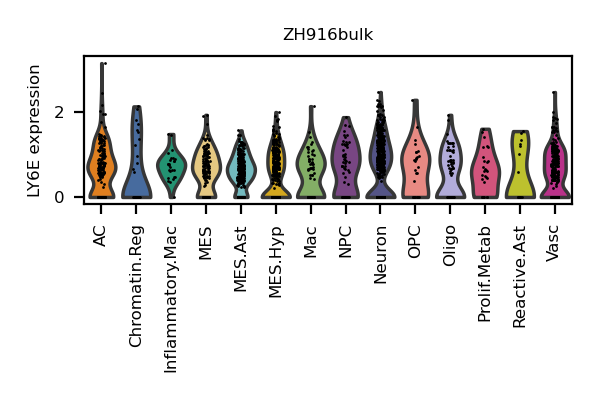 ZH916bulk
LY6E expression
2
0
AC
Chromatin.Reg
Inflammatory.Mac
MES
MES.Ast
MES.Hyp
Mac
NPC
Neuron
OPC
Oligo
Prolif.Metab
Reactive.Ast
Vasc